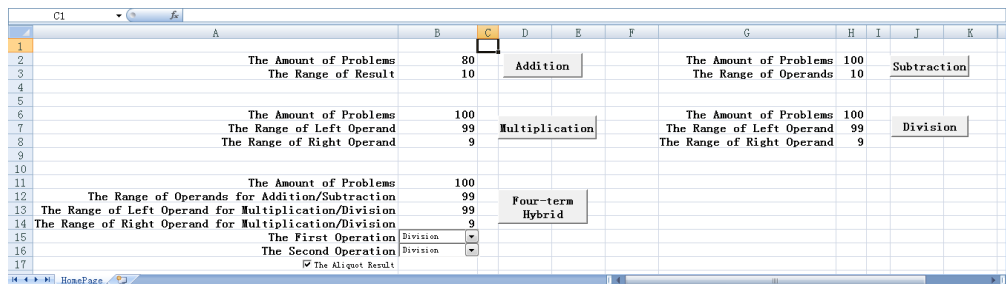 C1 fx
A B C D E F G H I J K
1
2 The Amount of Problems 80 Addition The Amount of Problems 100 Subtraction
3 The Range of Result 10 The Range of Operands 10
4
5
6 The Amount of Problems 100 The Amount of Problems 100
7 The Range of Left Operand 99 Multiplication The Range of Left Operand 99 Division
8 The Range of Right Operand 9 The Range of Right Operand 9
9
10
11 The Amount of Problems 100
12 The Range of Operands for Addition/Subtraction 99 Four-term
13 The Range of Left Operand for Multiplication/Division 99 Hybrid
14 The Range of Right Operand for Multiplication/Division 9
15 The First Operation Division
16 The Second Operation Division
17 The Aliquot Result
HomePage